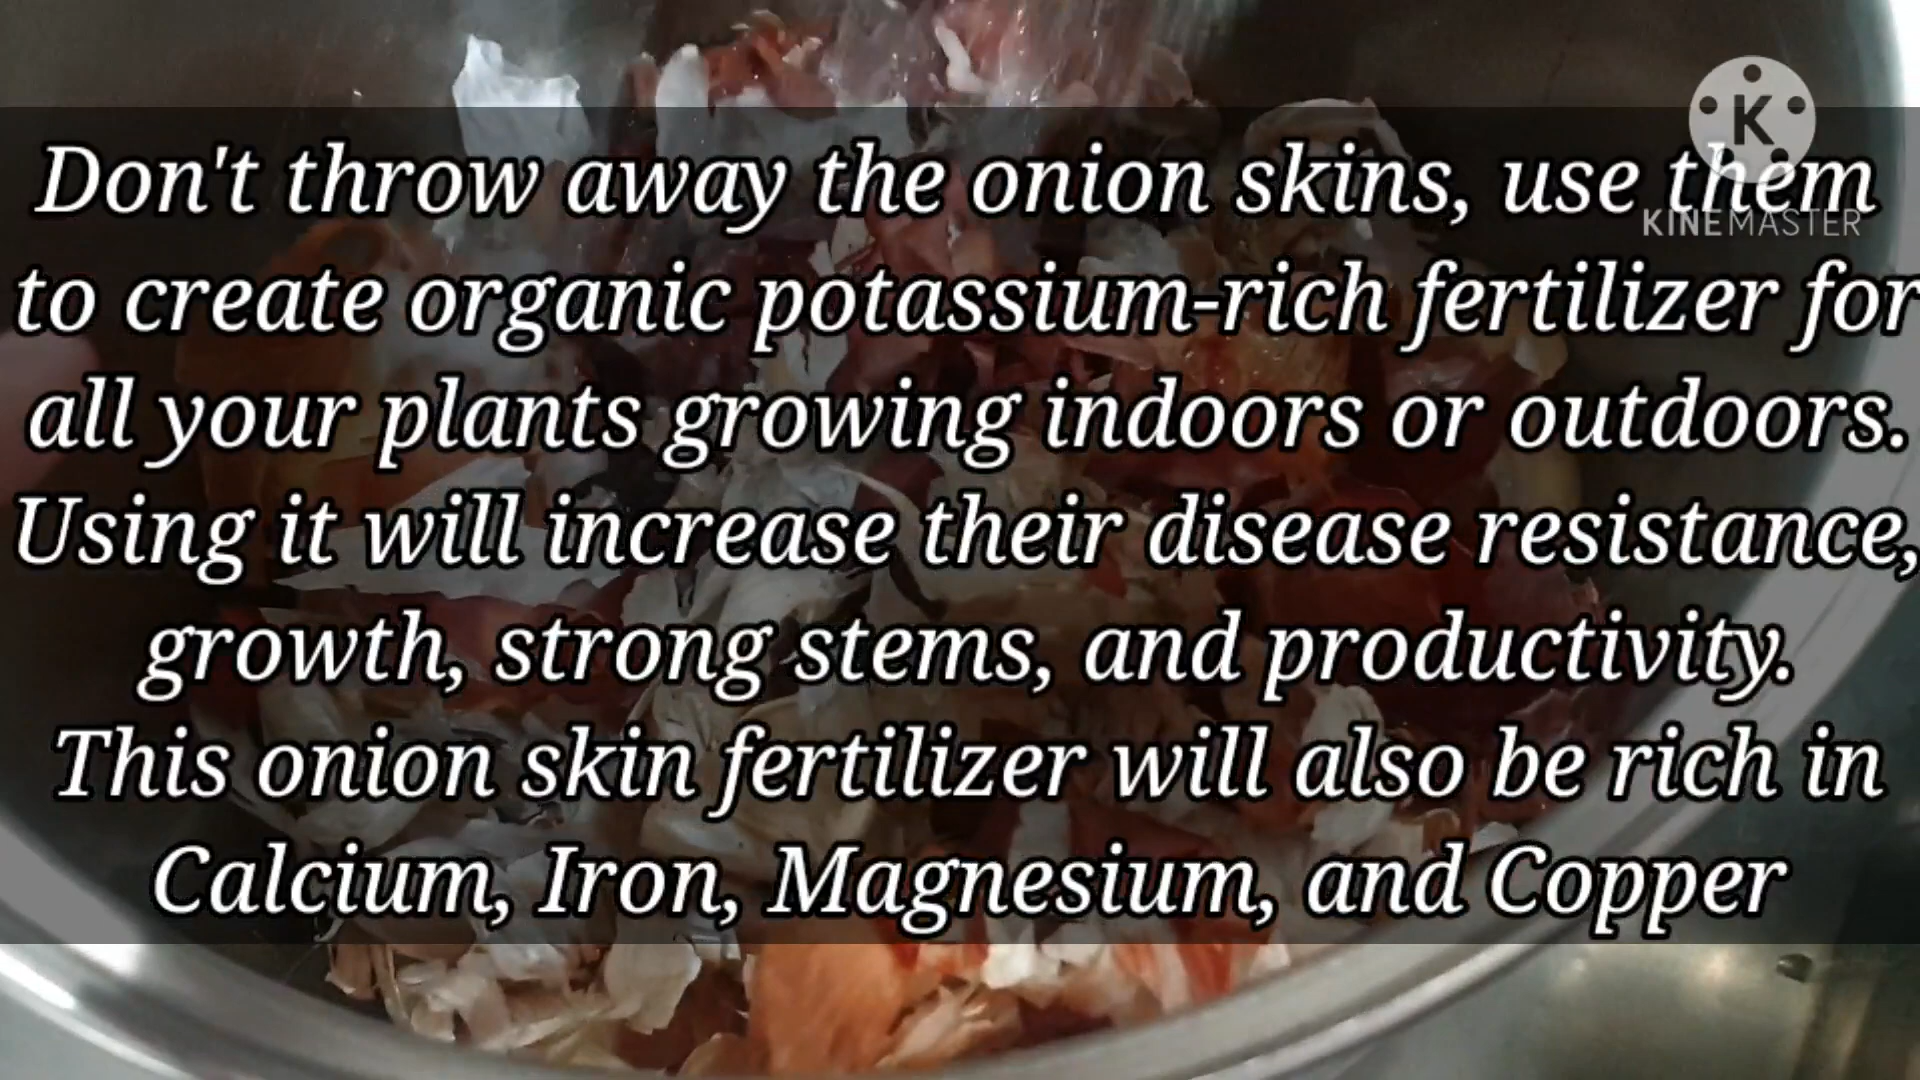 Don't throw away the onion skins, use them
KINEMASTER
to create organic potassium-rich fertilizer for
all your plants growing indoors or outdoors.
Using it will increase their disease resistance,
growth, strong stems, and productivity.
This onion skin fertilizer will also be rich in
Calcium, Iron, Magnesium, and Copper